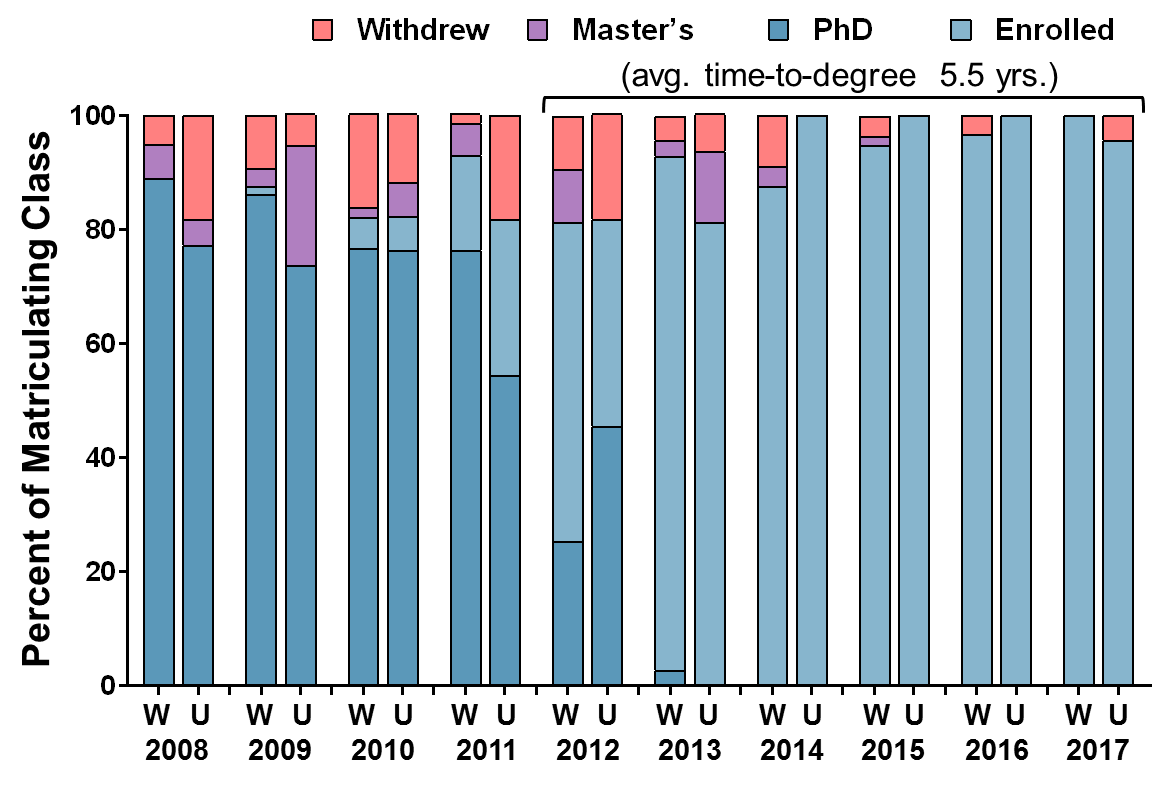 Withdrew Master's PhD Enrolled
(avg. time-to-degree 5.5 yrs.)
Percent of Matriculating Class
100
80
60
40
20
0
W U W U W U W U W U W U W U W U W U W U
2008 2009 2010 2011 2012 2013 2014 2015 2016 2017